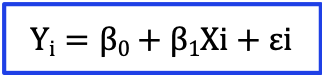 Yᵢ = β₀ + β₁Xi + εi